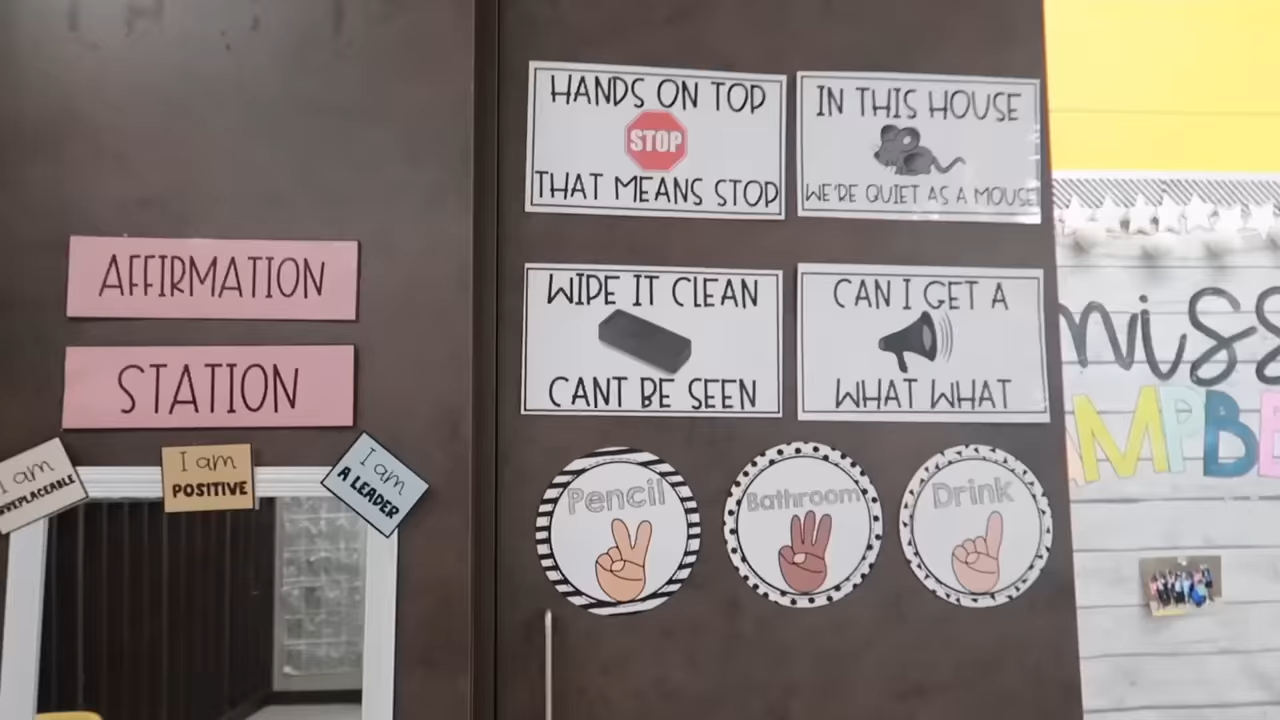 AFFIRMATION
STATION
I am
I am
POSITIVE
I am
A LEADER
HANDS ON TOP
STOP
THAT MEANS STOP
IN THIS HOUSE
WE'RE QUIET AS A MOUSE
WIPE IT CLEAN
CANT BE SEEN
CAN I GET A
WHAT WHAT
Pencil
Bathroom
Drink
miss
AMPBE